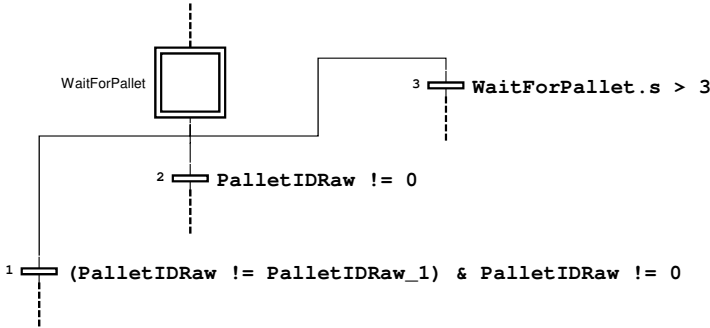 WaitForPallet
3 WaitForPallet.s > 3
2 PalletIDRaw != 0
1 (PalletIDRaw != PalletIDRaw_1) & PalletIDRaw != 0